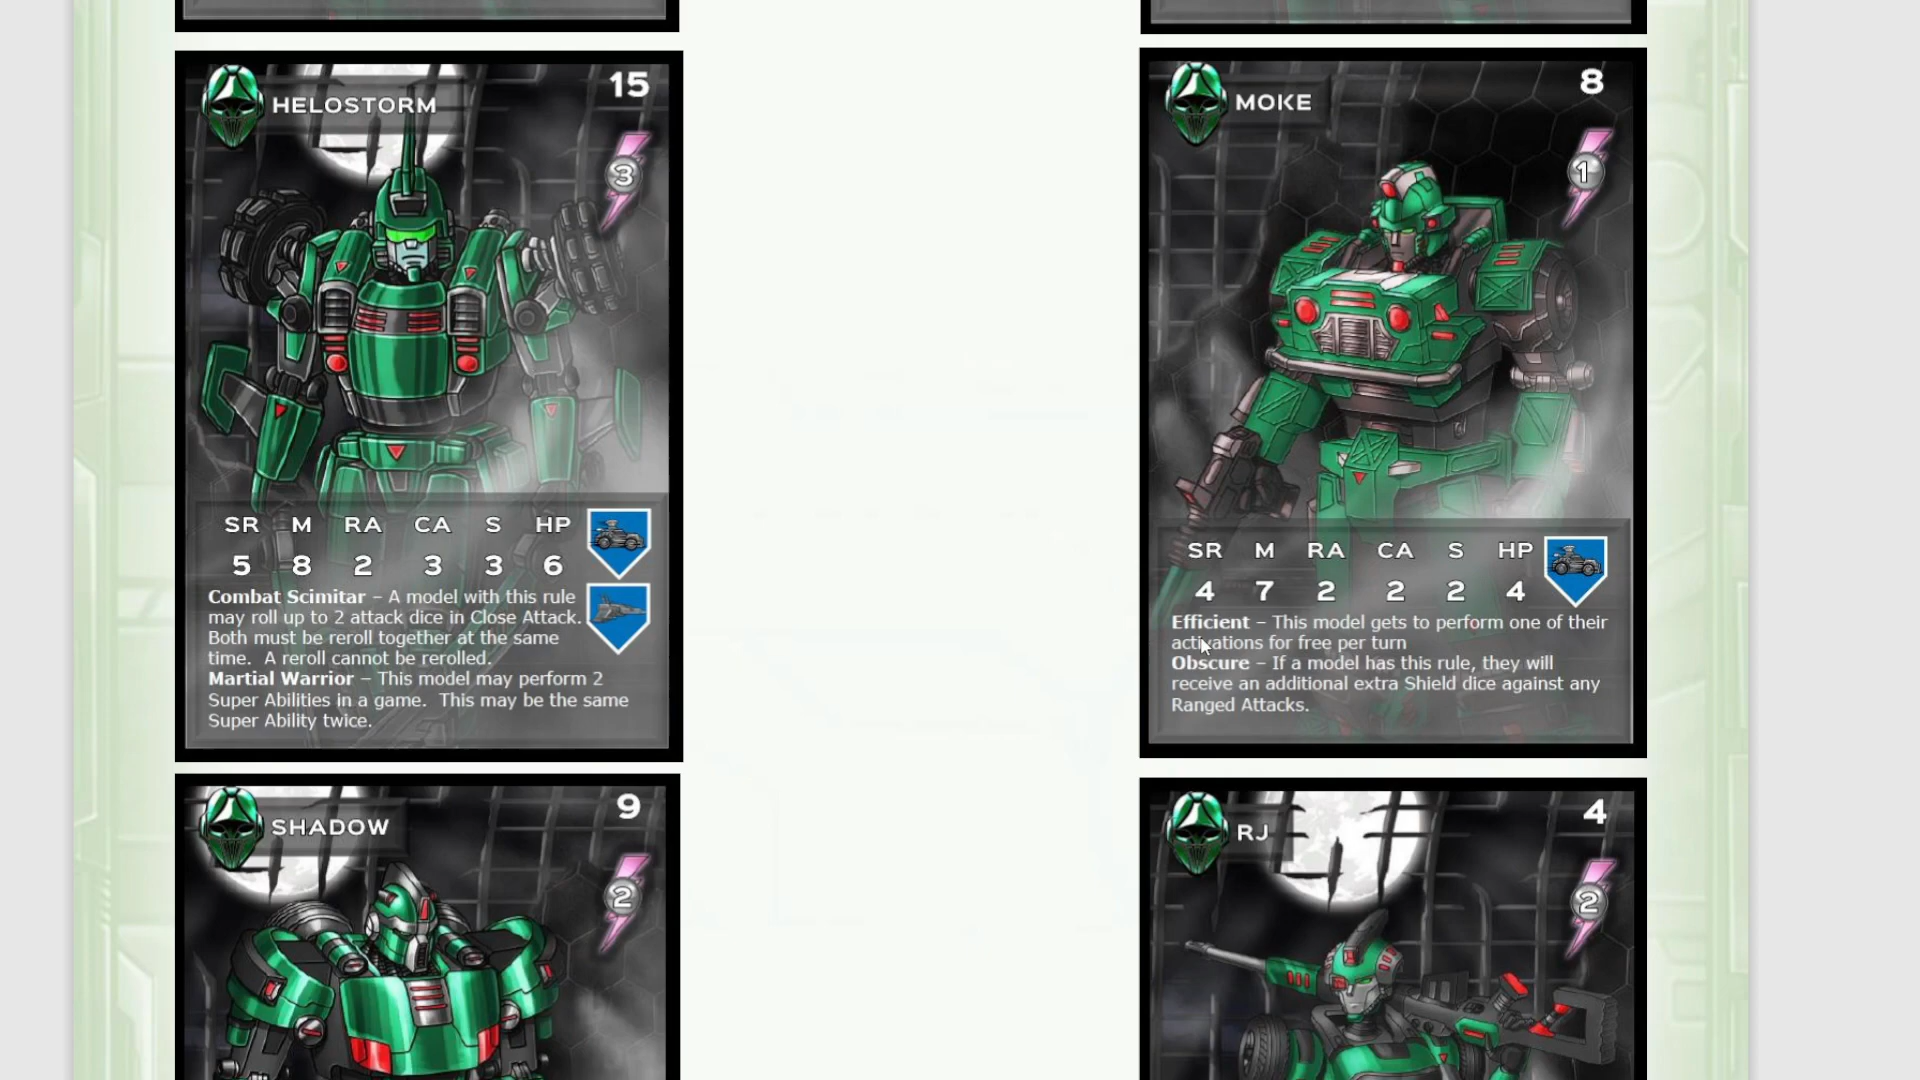 HELOSTORM
15
3
SR M RA CA S HP
5 8 2 3 3 6
Combat Scimitar – A model with this rule
may roll up to 2 attack dice in Close Attack.
Both must be reroll together at the same
time. A reroll cannot be rerolled.
Martial Warrior – This model may perform 2
Super Abilities in a game. This may be the same
Super Ability twice.
MOKE
8
1
SR M RA CA S HP
4 7 2 2 2 4
Efficient – This model gets to perform one of their
activations for free per turn
Obscure – If a model has this rule, they will
receive an additional extra Shield dice against any
Ranged Attacks.
SHADOW
9
2
RJ
4
2